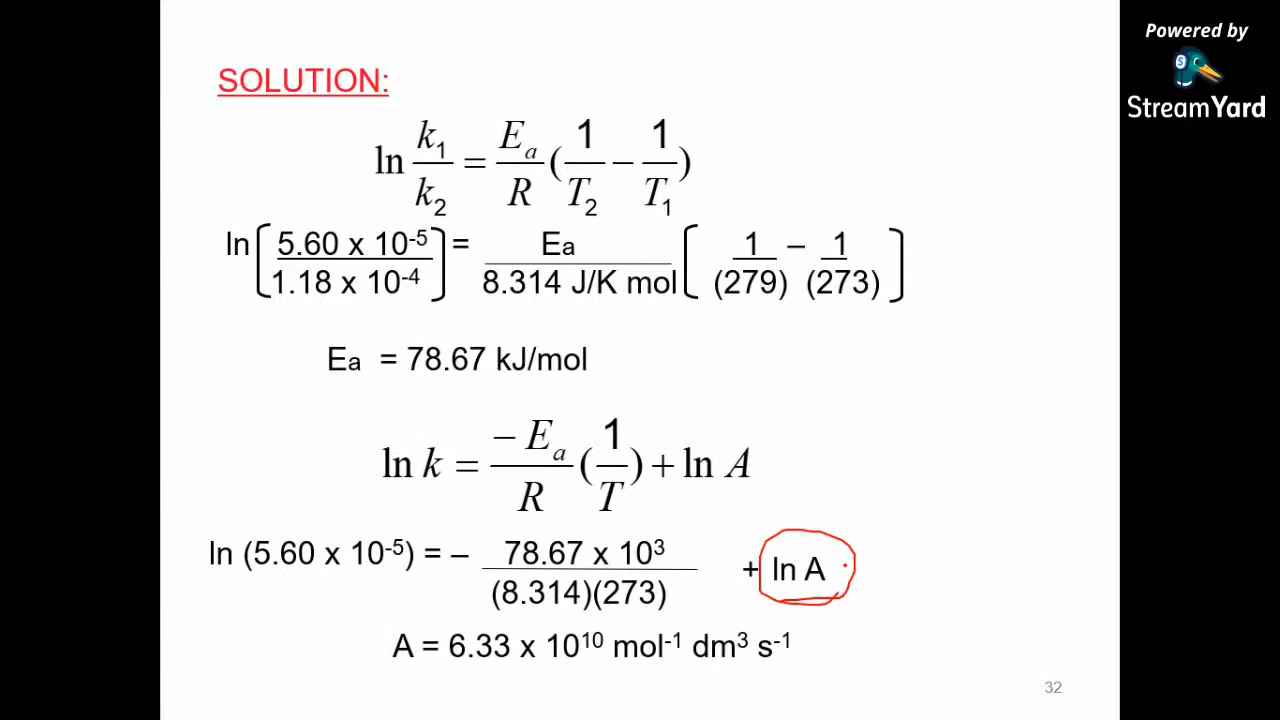 Powered by
StreamYard
SOLUTION:
ln k₁/k₂ = Eₐ/R (1/T₂ − 1/T₁)
ln [5.60 x 10⁻⁵ / 1.18 x 10⁻⁴] = Ea / 8.314 J/K mol [1/(279) – 1/(273)]
Ea = 78.67 kJ/mol
ln k = −Eₐ/R (1/T) + ln A
ln (5.60 x 10⁻⁵) = – 78.67 x 10³ / (8.314)(273) + ln A
A = 6.33 x 10¹⁰ mol⁻¹ dm³ s⁻¹
32